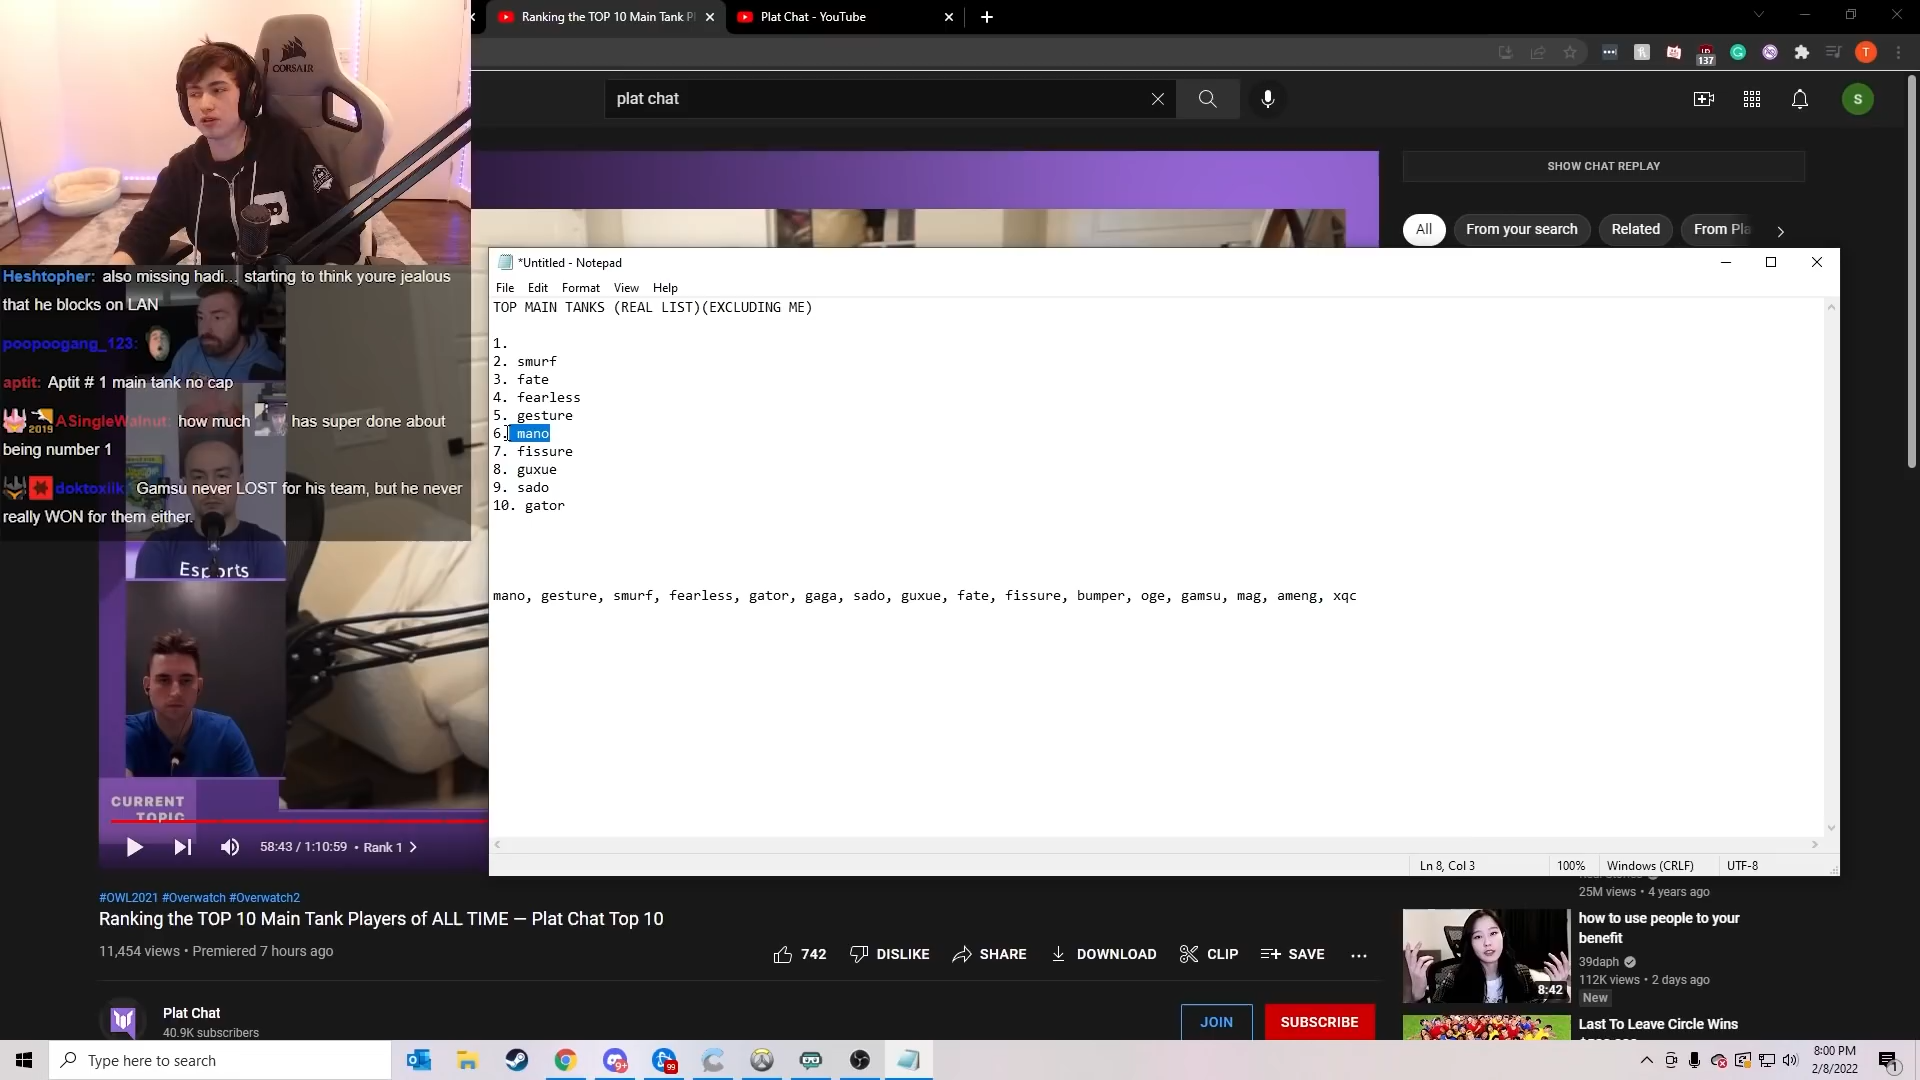 Ranking the TOP 10 Main Tank P
Plat Chat - YouTube
CORSAIR
plat chat
137
T
S
SHOW CHAT REPLAY
All
From your search
Related
From Pla
Heshtopher: also missing hadi... starting to think youre jealous
that he blocks on LAN
poopoogang_123:
aptit: Aptit # 1 main tank no cap
2019 ASingleWalnut: how much has super done about
being number 1
doktoxiik: Gamsu never LOST for his team, but he never
really WON for them either.
Esports
CURRENT
TOPIC
*Untitled - Notepad
File Edit Format View Help
TOP MAIN TANKS (REAL LIST)(EXCLUDING ME)
1.
2. smurf
3. fate
4. fearless
5. gesture
6. mano
7. fissure
8. guxue
9. sado
10. gator
mano, gesture, smurf, fearless, gator, gaga, sado, guxue, fate, fissure, bumper, oge, gamsu, mag, ameng, xqc
Ln 8, Col 3
100%
Windows (CRLF)
UTF-8
58:43 / 1:10:59 • Rank 1
#OWL2021 #Overwatch #Overwatch2
Ranking the TOP 10 Main Tank Players of ALL TIME — Plat Chat Top 10
11,454 views • Premiered 7 hours ago
742
DISLIKE
SHARE
DOWNLOAD
CLIP
SAVE
Plat Chat
40.9K subscribers
JOIN
SUBSCRIBE
25M views • 4 years ago
how to use people to your
benefit
39daph
112K views • 2 days ago
New
8:42
Last To Leave Circle Wins
Type here to search
9+
99
8:00 PM
2/8/2022
1